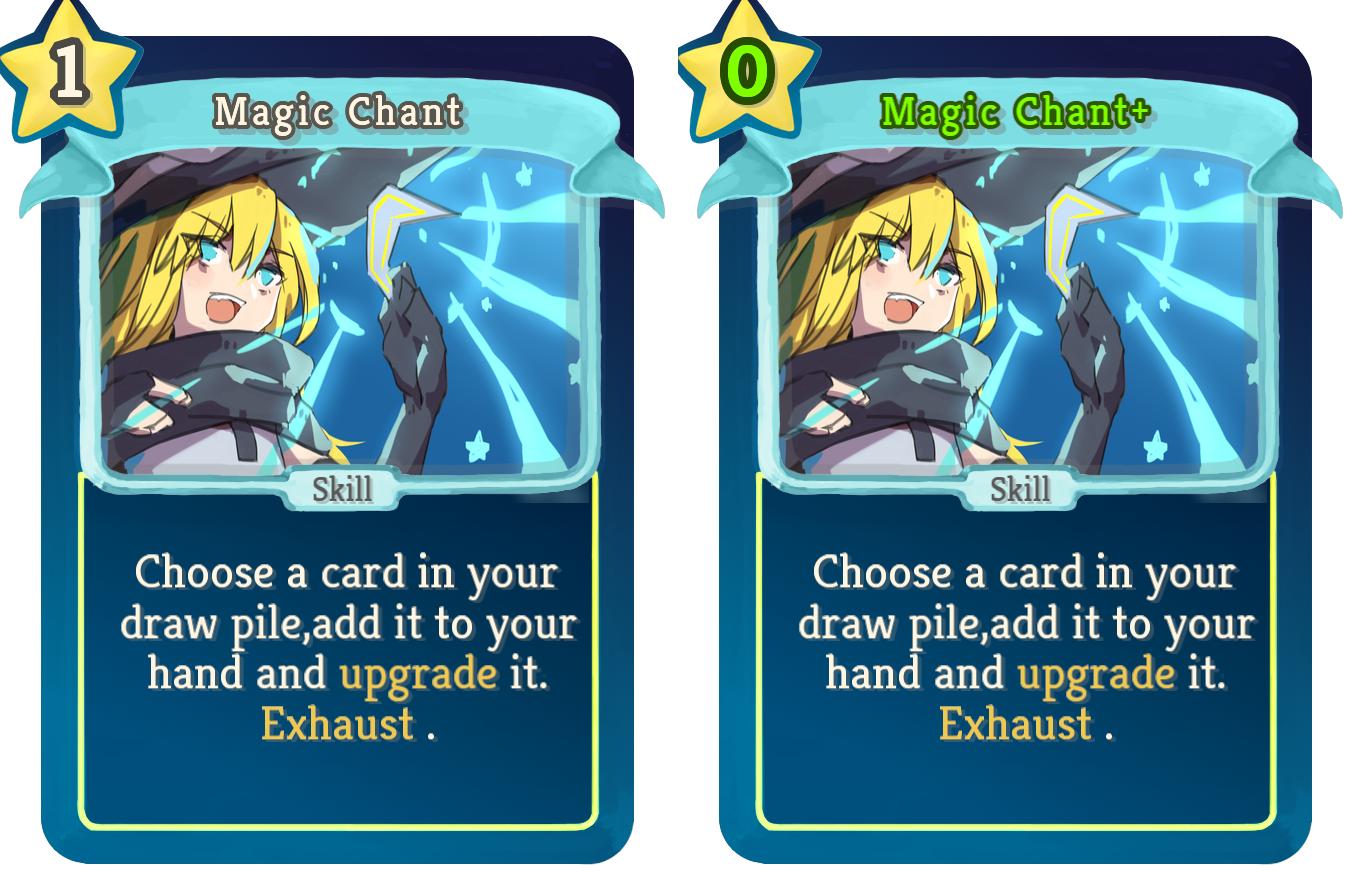 1
Magic Chant
Skill
Choose a card in your
draw pile,add it to your
hand and upgrade it.
Exhaust .
0
Magic Chant+
Skill
Choose a card in your
draw pile,add it to your
hand and upgrade it.
Exhaust .